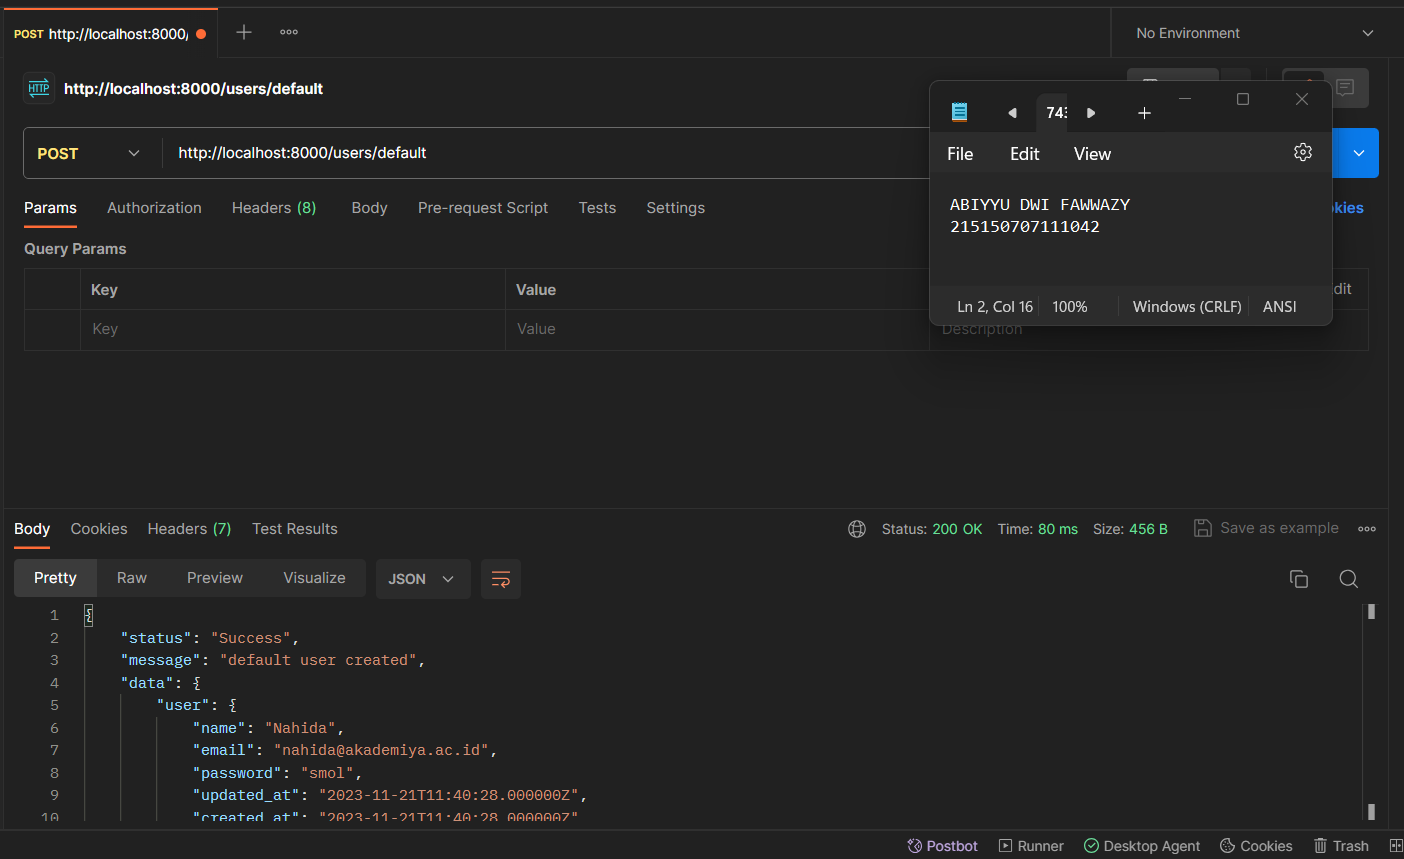 POST http://localhost:8000/
No Environment
HTTP http://localhost:8000/users/default
POST http://localhost:8000/users/default
743
File Edit View
ABIYYU DWI FAWWAZY
215150707111042
Ln 2, Col 16 100% Windows (CRLF) ANSI
Params Authorization Headers (8) Body Pre-request Script Tests Settings kies
Query Params
Key Value dit
Key Value Description
Body Cookies Headers (7) Test Results Status: 200 OK Time: 80 ms Size: 456 B Save as example
Pretty Raw Preview Visualize JSON
1 {
2 "status": "Success",
3 "message": "default user created",
4 "data": {
5 "user": {
6 "name": "Nahida",
7 "email": "nahida@akademiya.ac.id",
8 "password": "smol",
9 "updated_at": "2023-11-21T11:40:28.000000Z",
10 "created_at": "2023-11-21T11:40:28.000000Z"
Postbot Runner Desktop Agent Cookies Trash